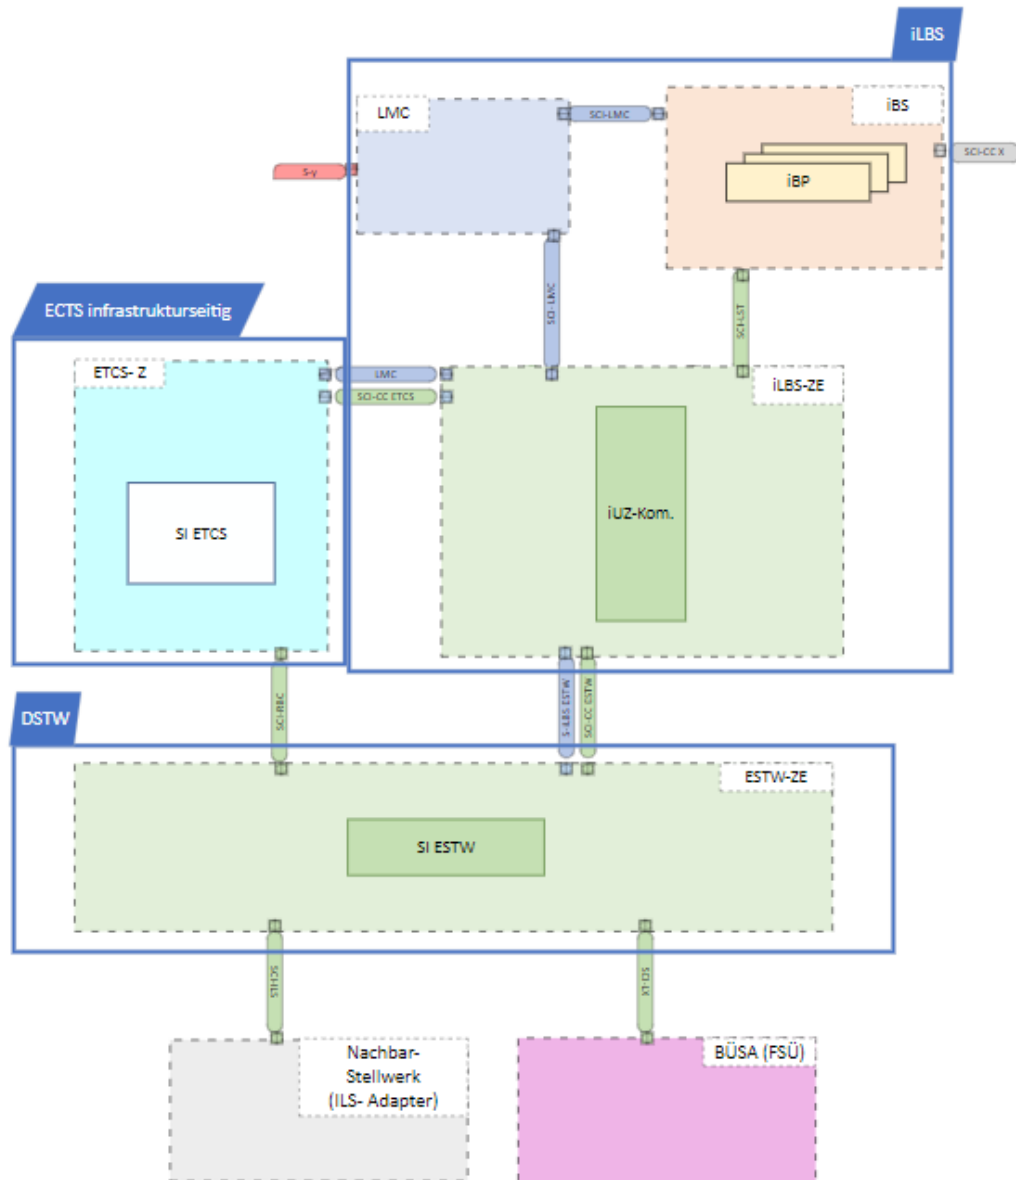 iLBS
LMC
SCI-LMC
iBS
S-γ
iBP
SCI-CC X
ECTS infrastrukturseitig
SCI-LMC
SCI-LST
ETCS- Z
LMC
SCI-CC ETCS
iLBS-ZE
SI ETCS
iUZ-Kom.
SCI-RBC
S-iLBS ESTW
SCI-CC ESTW
DSTW
ESTW-ZE
SI ESTW
SCI-ILS
SCI-LX
Nachbar-
Stellwerk
(ILS- Adapter)
BÜSA (FSÜ)